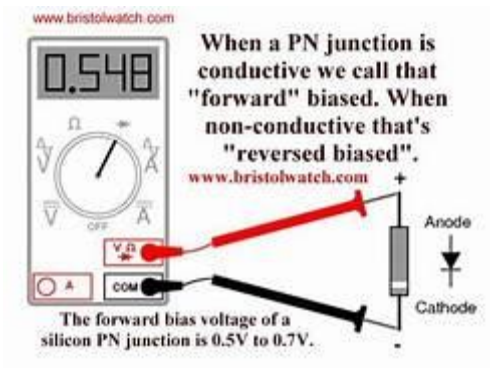 www.bristolwatch.com
0.548
When a PN junction is
conductive we call that
"forward" biased. When
non-conductive that's
"reversed biased".
www.bristolwatch.com
Ω
V A
V A
OFF
V Ω
A COM
+
Anode
Cathode
-
The forward bias voltage of a
silicon PN junction is 0.5V to 0.7V.